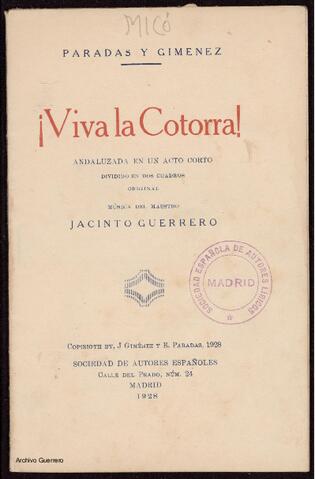 MICÓ
PARADAS Y GIMENEZ
¡Viva la Cotorra!
ANDALUZADA EN UN ACTO CORTO
DIVIDIDO EN DOS CUADROS
ORIGINAL
MÚSICA DEL MAESTRO
JACINTO GUERRERO
SOCIEDAD ESPAÑOLA DE AUTORES LÍRICOS
MADRID
COPIRIGTH BY, J GIMÉNEZ Y E. PARADAS, 1928
SOCIEDAD DE AUTORES ESPAÑOLES
CALLE DEL PRADO, NÚM. 24
MADRID
1928
Archivo Guerrero